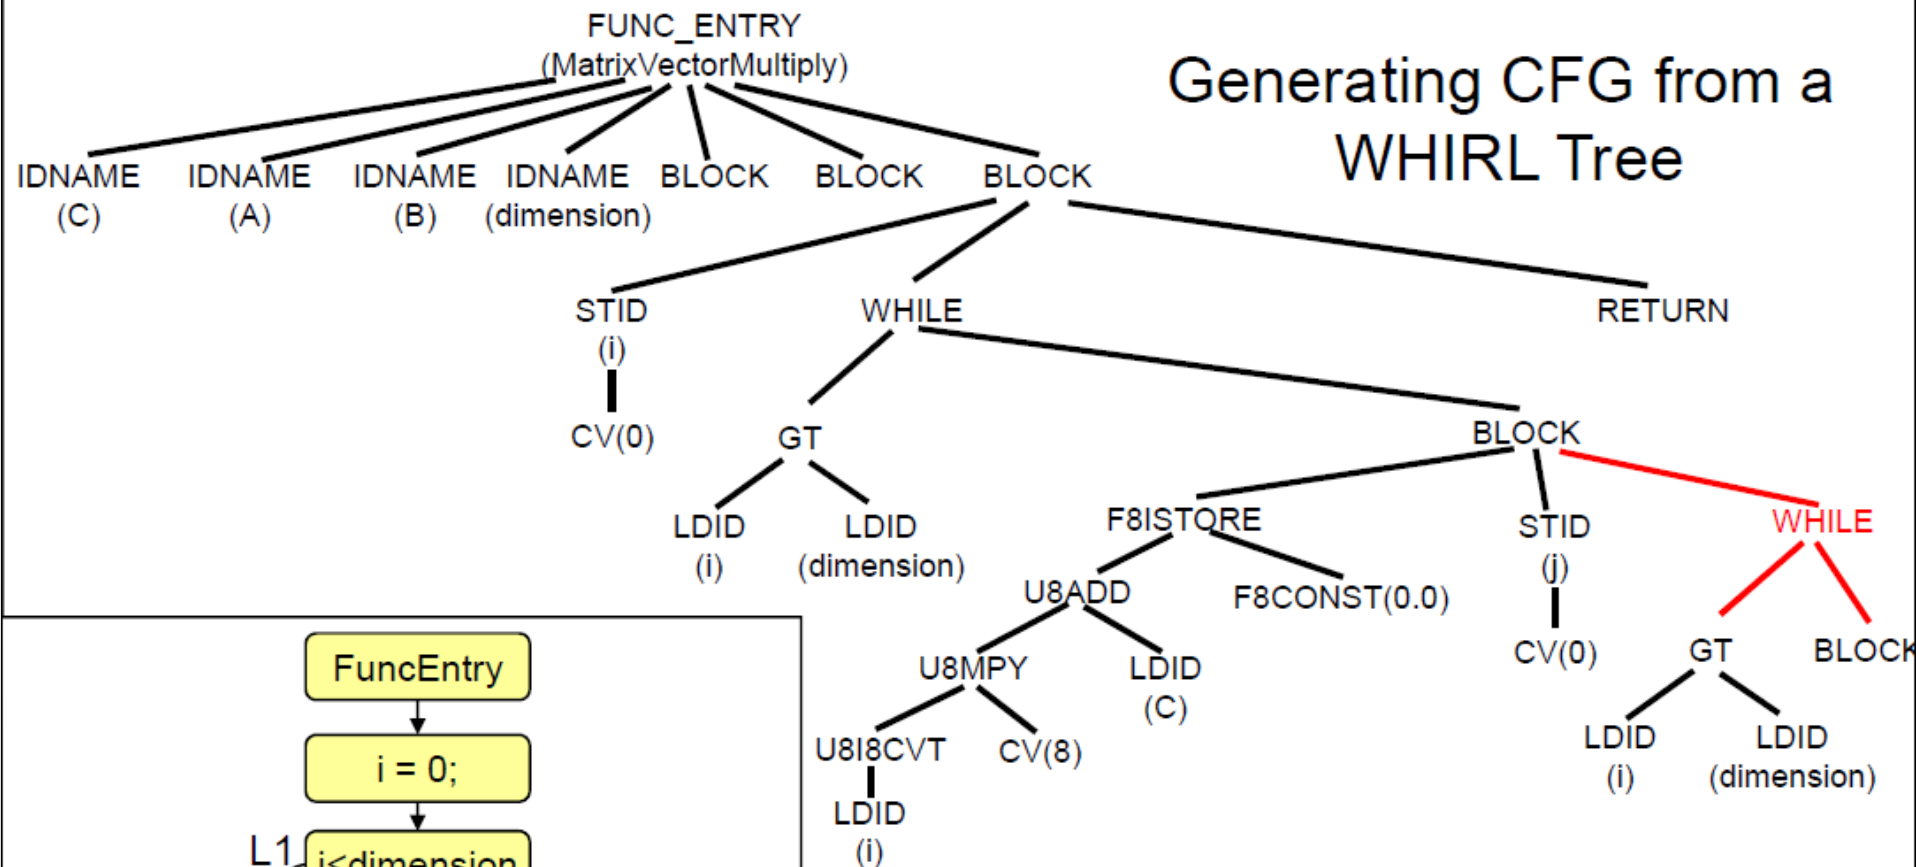 FUNC_ENTRY
(MatrixVectorMultiply)
Generating CFG from a
WHIRL Tree
IDNAME IDNAME IDNAME IDNAME BLOCK BLOCK BLOCK
(C) (A) (B) (dimension)
STID WHILE RETURN
(i)
CV(0) GT BLOCK
LDID LDID F8ISTORE STID WHILE
(i) (dimension) (j)
U8ADD F8CONST(0.0)
U8MPY LDID CV(0) GT BLOCK
(C)
U8I8CVT CV(8) LDID LDID
(i) (dimension)
LDID
(i)
FuncEntry
i = 0;
L1 i<dimension